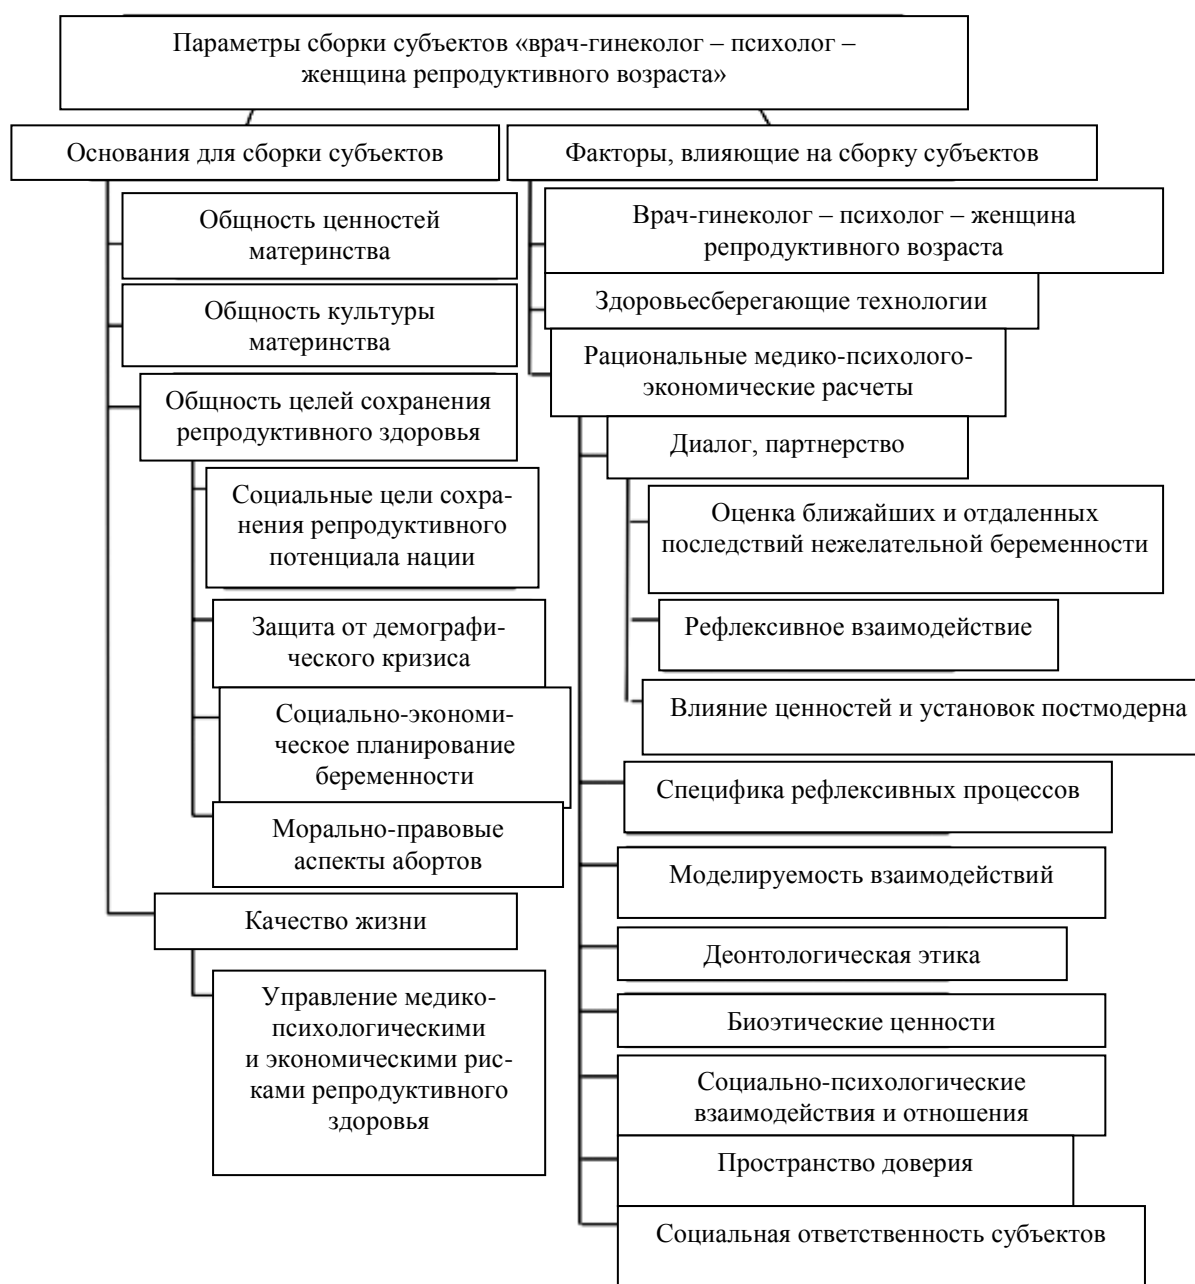 Параметры сборки субъектов «врач-гинеколог – психолог –
женщина репродуктивного возраста»
Основания для сборки субъектов
Общность ценностей
материнства
Общность культуры
материнства
Общность целей сохранения
репродуктивного здоровья
Социальные цели сохра-
нения репродуктивного
потенциала нации
Защита от демографи-
ческого кризиса
Социально-экономи-
ческое планирование
беременности
Морально-правовые
аспекты абортов
Качество жизни
Управление медико-
психологическими
и экономическими рис-
ками репродуктивного
здоровья
Факторы, влияющие на сборку субъектов
Врач-гинеколог – психолог – женщина
репродуктивного возраста
Здоровьесберегающие технологии
Рациональные медико-психолого-
экономические расчеты
Диалог, партнерство
Оценка ближайших и отдаленных
последствий нежелательной беременности
Рефлексивное взаимодействие
Влияние ценностей и установок постмодерна
Специфика рефлексивных процессов
Моделируемость взаимодействий
Деонтологическая этика
Биоэтические ценности
Социально-психологические
взаимодействия и отношения
Пространство доверия
Социальная ответственность субъектов